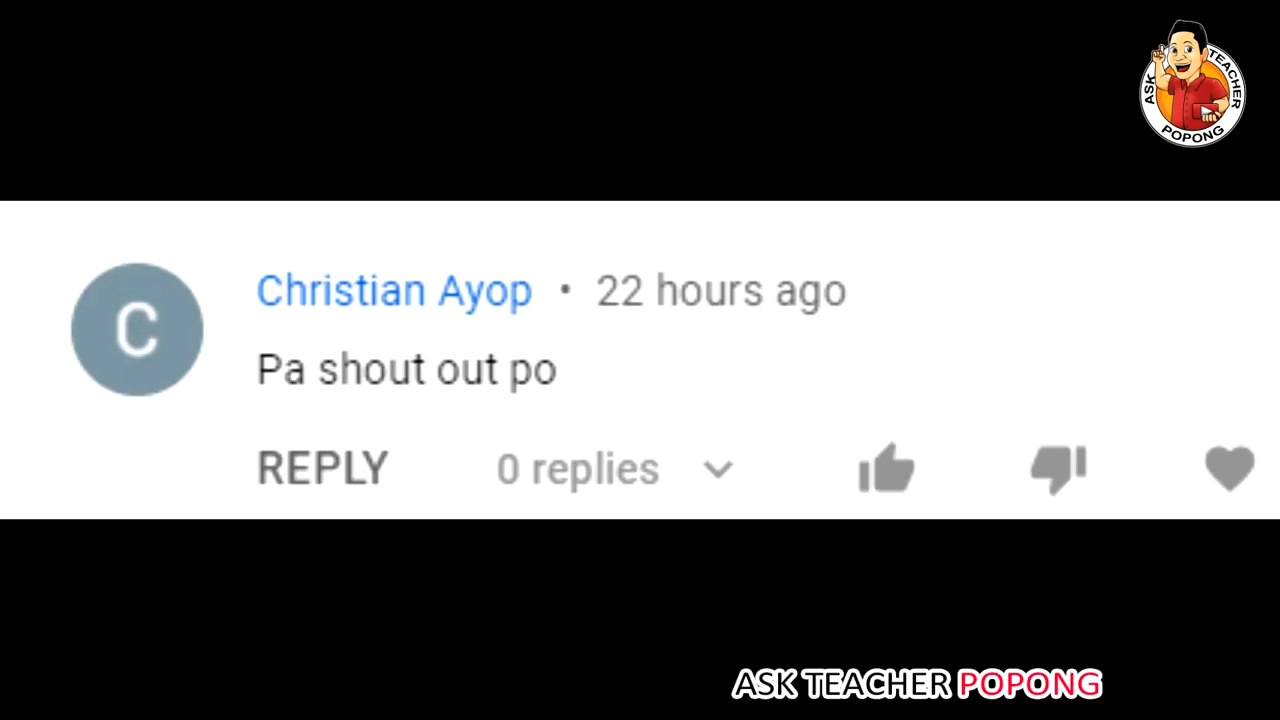 ASK TEACHER
POPONG
C
Christian Ayop • 22 hours ago
Pa shout out po
REPLY 0 replies
ASK TEACHER POPONG